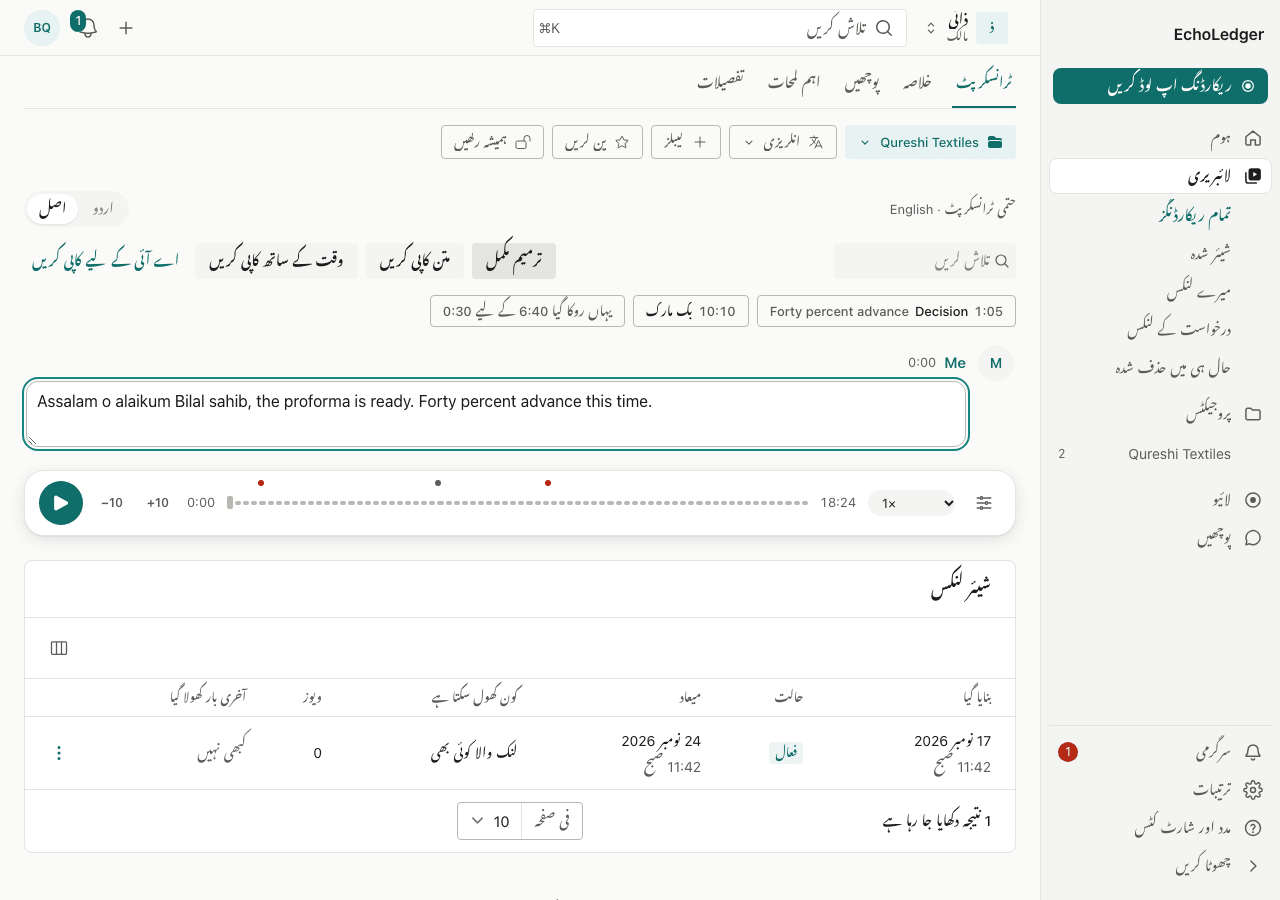 EchoLedger
ریکارڈنگ اپ لوڈ کریں
ہوم
لائبریری
تمام ریکارڈنگز
شیئر شدہ
میرے لنکس
درخواست کے لنکس
حال ہی میں حذف شدہ
پروجیکٹس
Qureshi Textiles 2
لائیو
پوچھیں
سرگرمی 1
ترتیبات
مدد اور شارٹ کٹس
چھوٹا کریں
ذ ذاتی
مالک
تلاش کریں ⌘K
1
BQ
ٹرانسکرپٹ خلاصہ پوچھیں اہم لمحات تفصیلات
Qureshi Textiles انگریزی لیبلز پن کریں ہمیشہ رکھیں
حتمی ٹرانسکرپٹ · English
اردو اصل
تلاش کریں ترمیم مکمل متن کاپی کریں وقت کے ساتھ کاپی کریں اے آئی کے لیے کاپی کریں
1:05 Decision Forty percent advance
10:10 بک مارک
یہاں روکا گیا 6:40 کے لیے 0:30
M Me 0:00
Assalam o alaikum Bilal sahib, the proforma is ready. Forty percent advance this time.
−10 +10 0:00 18:24 1×
شیئر لنکس
بنایا گیا حالت میعاد کون کھول سکتا ہے ویوز آخری بار کھولا گیا
17 نومبر 2026 فعال 24 نومبر 2026 لنک والا کوئی بھی 0 کبھی نہیں
11:42 صبح 11:42 صبح
1 نتیجہ دکھایا جا رہا ہے
فی صفحہ 10